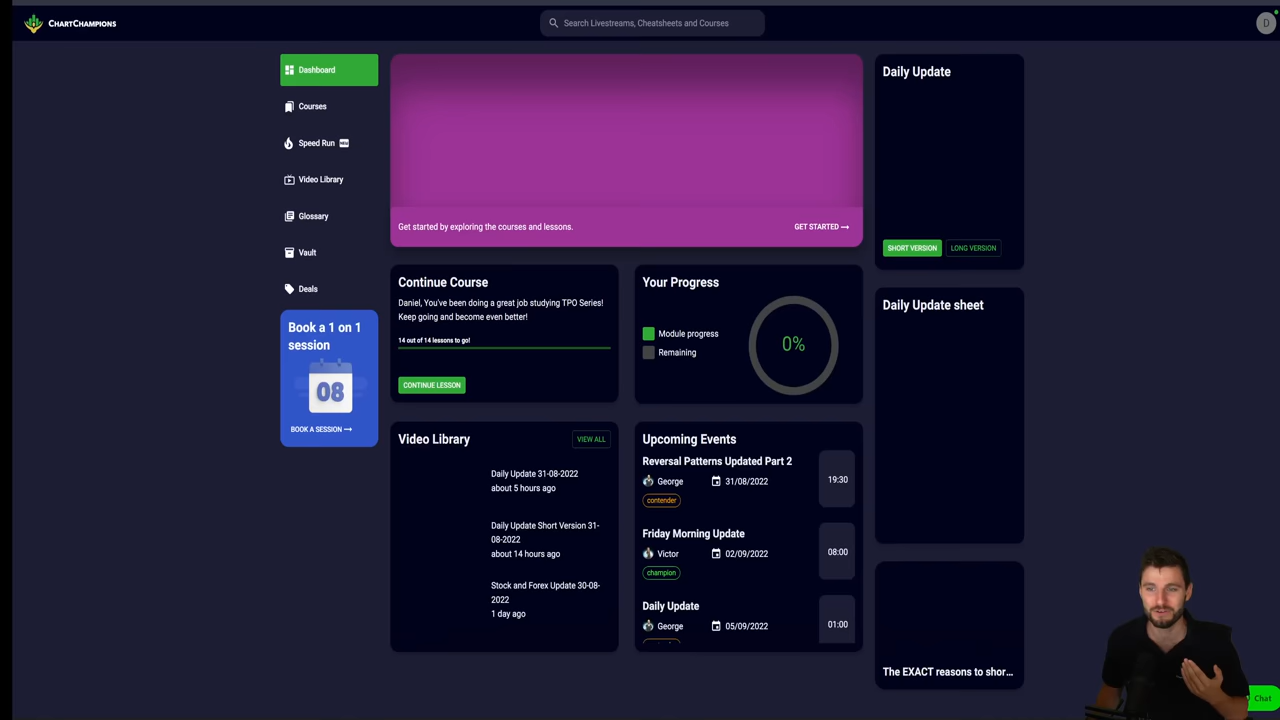 CHARTCHAMPIONS
Search Livestreams, Cheatsheets and Courses
D
Dashboard
Courses
Speed Run NEW
Video Library
Glossary
Vault
Deals
Book a 1 on 1
session
08
BOOK A SESSION
Get started by exploring the courses and lessons.
GET STARTED
Continue Course
Daniel, You've been doing a great job studying TPO Series!
Keep going and become even better!
14 out of 14 lessons to go!
CONTINUE LESSON
Your Progress
Module progress
Remaining
0%
Video Library
VIEW ALL
Daily Update 31-08-2022
about 5 hours ago
Daily Update Short Version 31-
08-2022
about 14 hours ago
Stock and Forex Update 30-08-
2022
1 day ago
Upcoming Events
Reversal Patterns Updated Part 2
George 31/08/2022
contender
19:30
Friday Morning Update
Victor 02/09/2022
champion
08:00
Daily Update
George 05/09/2022
01:00
Daily Update
SHORT VERSION LONG VERSION
Daily Update sheet
The EXACT reasons to shor...
Chat